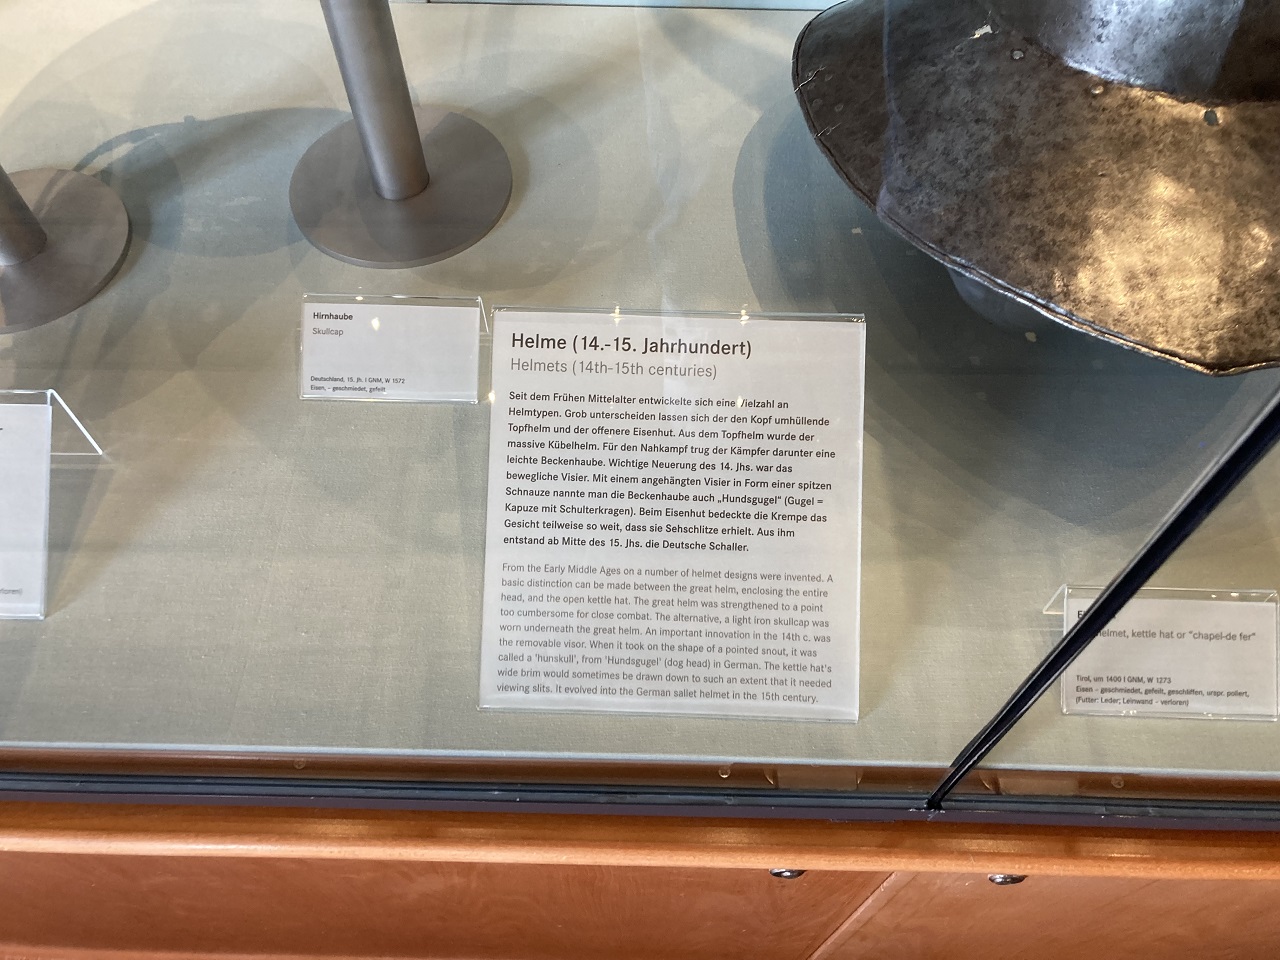 Hirnhaube
Skullcap
Deutschland, 15. Jh. | GNM, W 1572
Eisen, – geschmiedet, gefeilt
Helme (14.–15. Jahrhundert)
Helmets (14th–15th centuries)
Seit dem Frühen Mittelalter entwickelte sich eine Vielzahl an
Helmtypen. Grob unterscheiden lassen sich der den Kopf umhüllende
Topfhelm und der offenere Eisenhut. Aus dem Topfhelm wurde der
massive Kübelhelm. Für den Nahkampf trug der Kämpfer darunter eine
leichte Beckenhaube. Wichtige Neuerung des 14. Jhs. war das
bewegliche Visier. Mit einem angehängten Visier in Form einer spitzen
Schnauze nannte man die Beckenhaube auch „Hundsgugel“ (Gugel =
Kapuze mit Schulterkragen). Beim Eisenhut bedeckte die Krempe das
Gesicht teilweise so weit, dass sie Sehschlitze erhielt. Aus ihm
entstand ab Mitte des 15. Jhs. die Deutsche Schaller.
From the Early Middle Ages on a number of helmet designs were invented. A
basic distinction can be made between the great helm, enclosing the entire
head, and the open kettle hat. The great helm was strengthened to a point
too cumbersome for close combat. The alternative, a light iron skullcap was
worn underneath the great helm. An important innovation in the 14th c. was
the removable visor. When it took on the shape of a pointed snout, it was
called a 'hunskull', from 'Hundsgugel' (dog head) in German. The kettle hat's
wide brim would sometimes be drawn down to such an extent that it needed
viewing slits. It evolved into the German sallet helmet in the 15th century.
helmet, kettle hat or "chapel-de fer"
Tirol, um 1400 | GNM, W 1273
Eisen – geschmiedet, gefeilt, geschliffen, urspr. poliert,
(Futter: Leder; Leinwand – verloren)